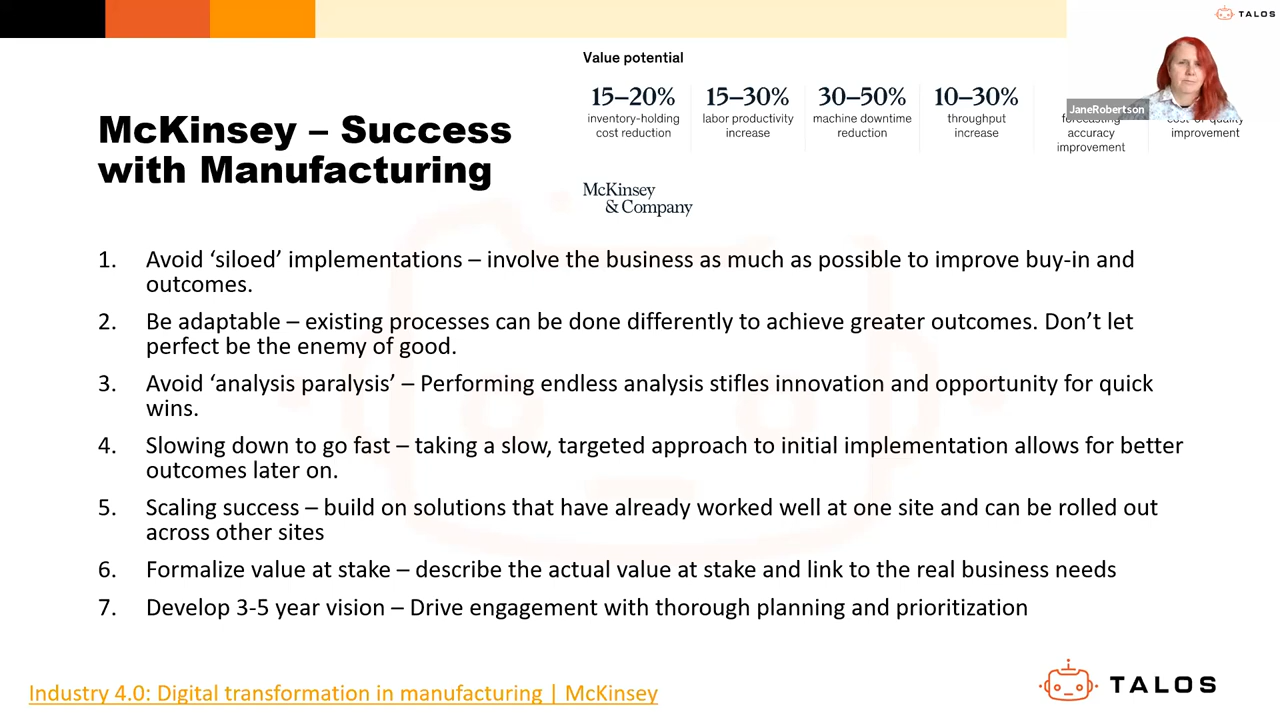 TALOS
Value potential
15–20%
inventory-holding
cost reduction
15–30%
labor productivity
increase
30–50%
machine downtime
reduction
10–30%
throughput
increase
JaneRobertson
forecasting
accuracy
improvement
cost-of-quality
improvement
McKinsey – Success
with Manufacturing
McKinsey
& Company
1. Avoid ‘siloed’ implementations – involve the business as much as possible to improve buy-in and
outcomes.
2. Be adaptable – existing processes can be done differently to achieve greater outcomes. Don’t let
perfect be the enemy of good.
3. Avoid ‘analysis paralysis’ – Performing endless analysis stifles innovation and opportunity for quick
wins.
4. Slowing down to go fast – taking a slow, targeted approach to initial implementation allows for better
outcomes later on.
5. Scaling success – build on solutions that have already worked well at one site and can be rolled out
across other sites
6. Formalize value at stake – describe the actual value at stake and link to the real business needs
7. Develop 3-5 year vision – Drive engagement with thorough planning and prioritization
Industry 4.0: Digital transformation in manufacturing | McKinsey
TALOS